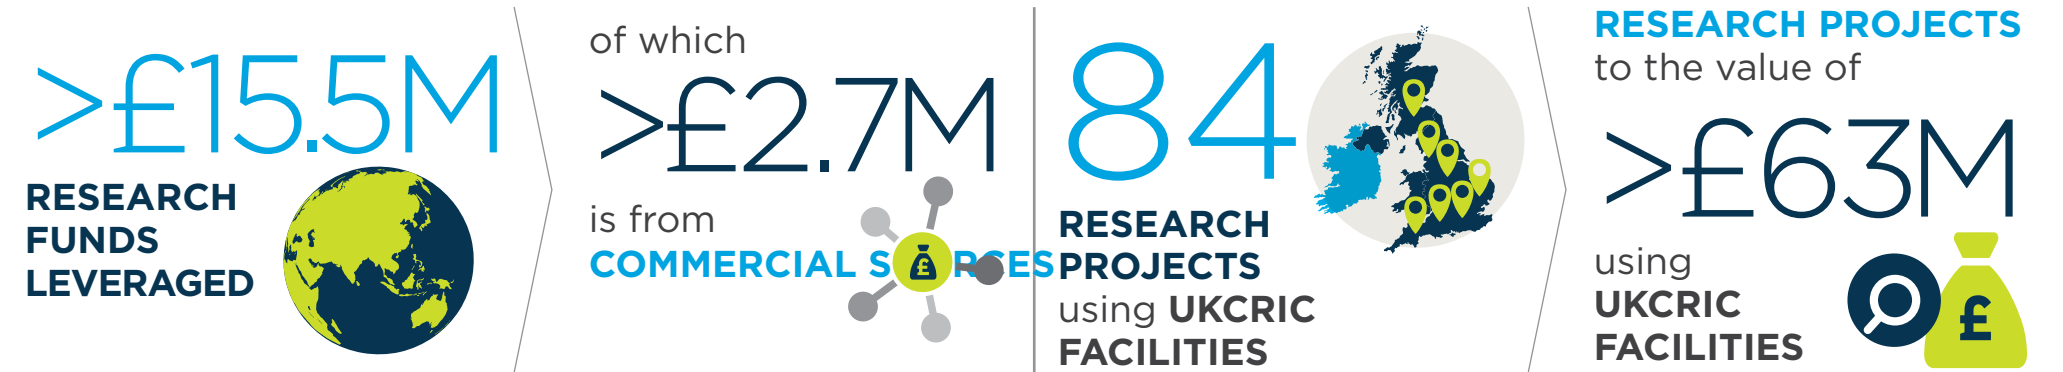 >£15.5M
RESEARCH
FUNDS
LEVERAGED
of which
>£2.7M
is from
COMMERCIAL SOURCES
£
84
RESEARCH
PROJECTS
using UKCRIC
FACILITIES
RESEARCH PROJECTS
to the value of
>£63M
using
UKCRIC
FACILITIES
£